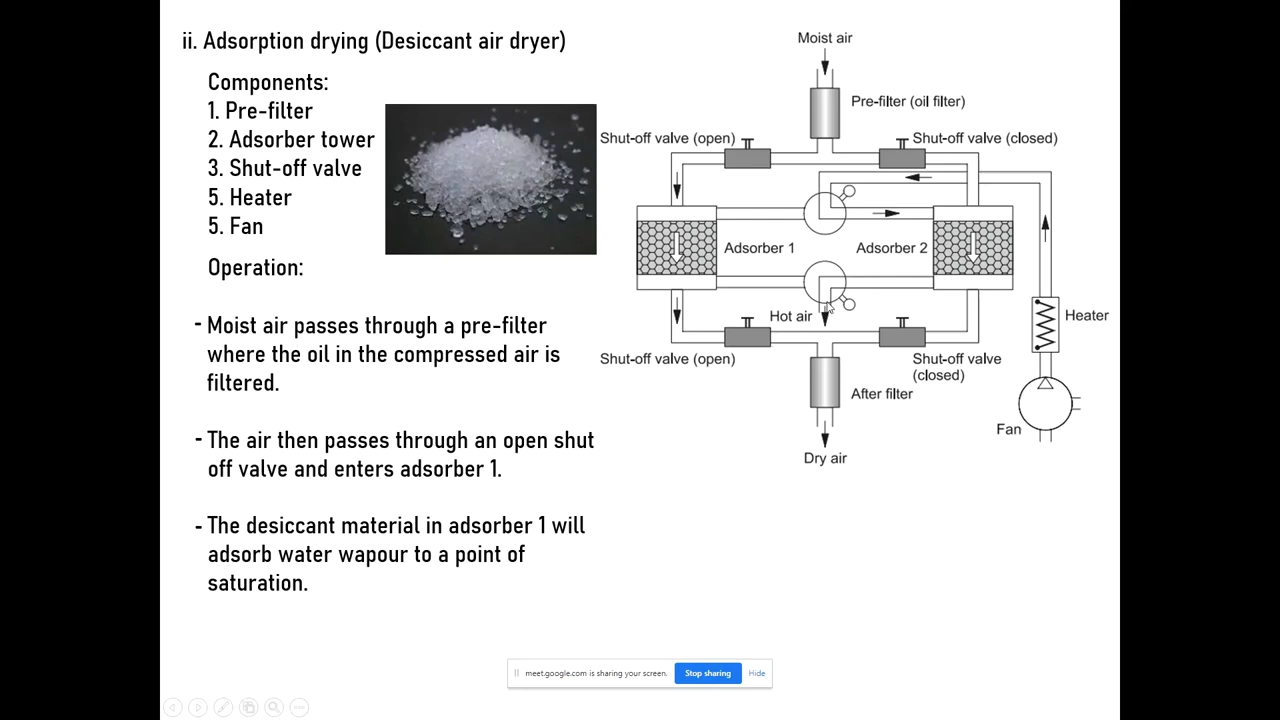 ii. Adsorption drying (Desiccant air dryer)
Components:
1. Pre-filter
2. Adsorber tower
3. Shut-off valve
5. Heater
5. Fan
Operation:
- Moist air passes through a pre-filter
where the oil in the compressed air is
filtered.
- The air then passes through an open shut
off valve and enters adsorber 1.
- The desiccant material in adsorber 1 will
adsorb water wapour to a point of
saturation.
Moist air
Pre-filter (oil filter)
Shut-off valve (open)
Shut-off valve (closed)
Adsorber 1
Adsorber 2
Hot air
Heater
Shut-off valve (open)
Shut-off valve
(closed)
After filter
Fan
Dry air
meet.google.com is sharing your screen.
Stop sharing
Hide